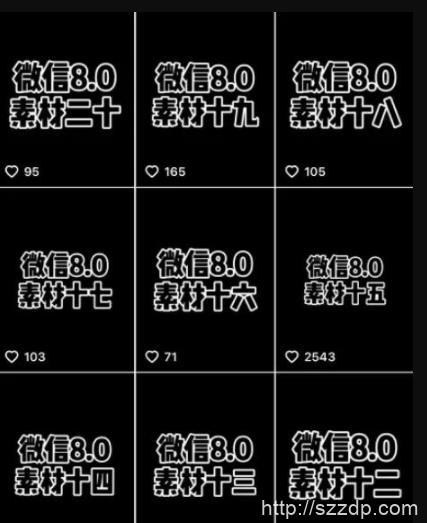 微信8.0
素材二十
95
微信8.0
素材十九
165
微信8.0
素材十八
105
微信8.0
素材十七
103
微信8.0
素材十六
71
微信8.0
素材十五
2543
微信8.0
素材十四
微信8.0
素材十三
微信8.0
素材十二
http://szzdp.com